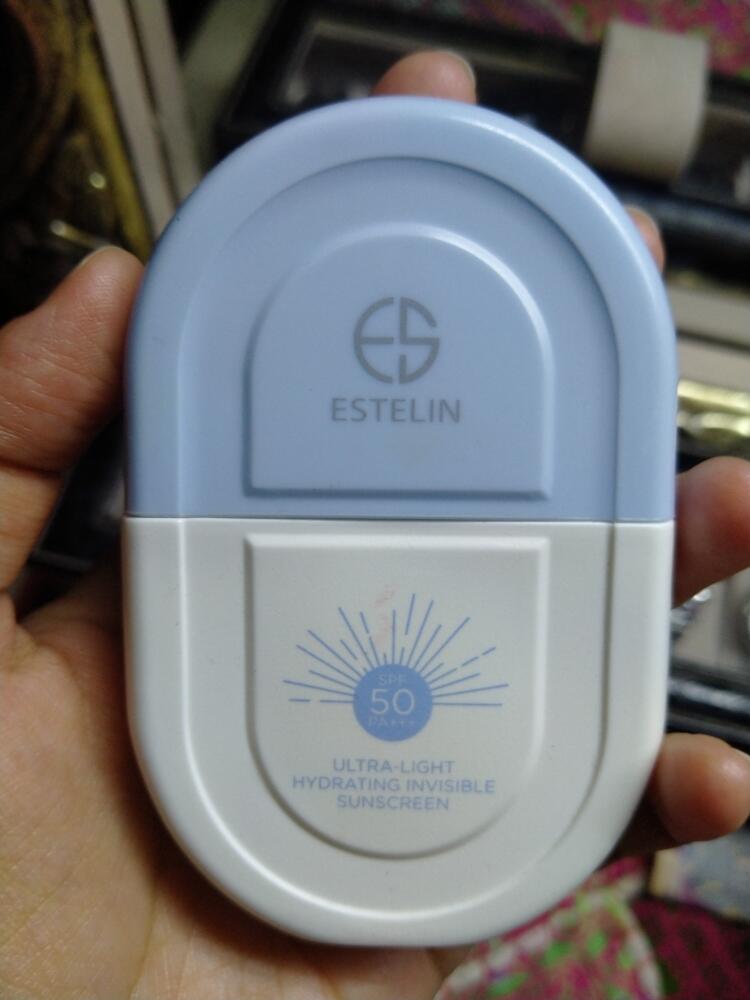 ES
ESTELIN
SPF
50
PA+++
ULTRA-LIGHT
HYDRATING INVISIBLE
SUNSCREEN